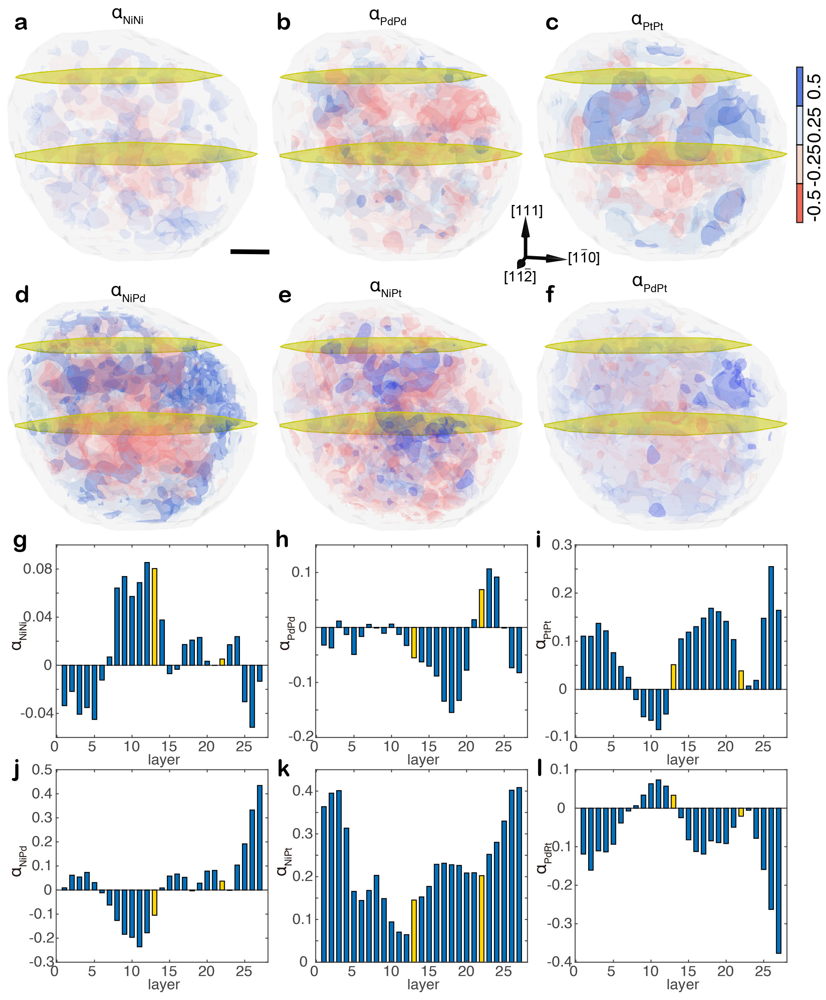 a
αNiNi
b
αPdPd
c
αPtPt
0.5
0.25
-0.25
-0.5
[111]
[11̅0]
[112̅]
d
αNiPd
e
αNiPt
f
αPdPt
g
0.08
0.04
0
-0.04
αNiNi
0 5 10 15 20 25
layer
h
0.1
0
-0.1
-0.2
αPdPd
0 5 10 15 20 25
layer
i
0.3
0.2
0.1
0
-0.1
αPtPt
0 5 10 15 20 25
layer
j
0.5
0.4
0.3
0.2
0.1
0
-0.1
-0.2
-0.3
αNiPd
0 5 10 15 20 25
layer
k
0.4
0.3
0.2
0.1
0
αNiPt
0 5 10 15 20 25
layer
l
0.1
0
0.1
-0.2
-0.3
-0.4
αPdPt
0 5 10 15 20 25
layer